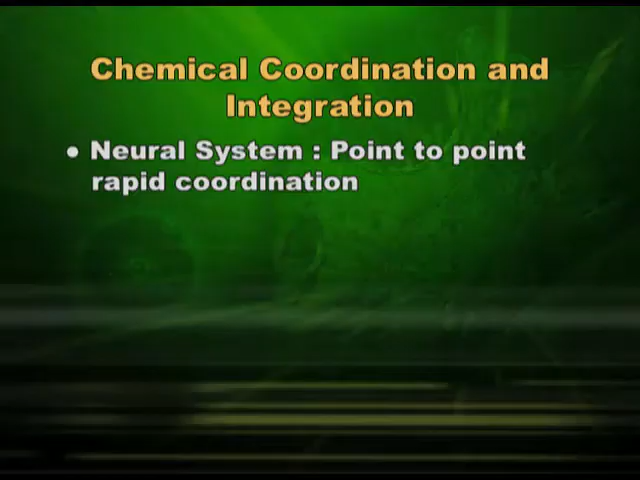 Chemical Coordination and
Integration
● Neural System : Point to point
rapid coordination